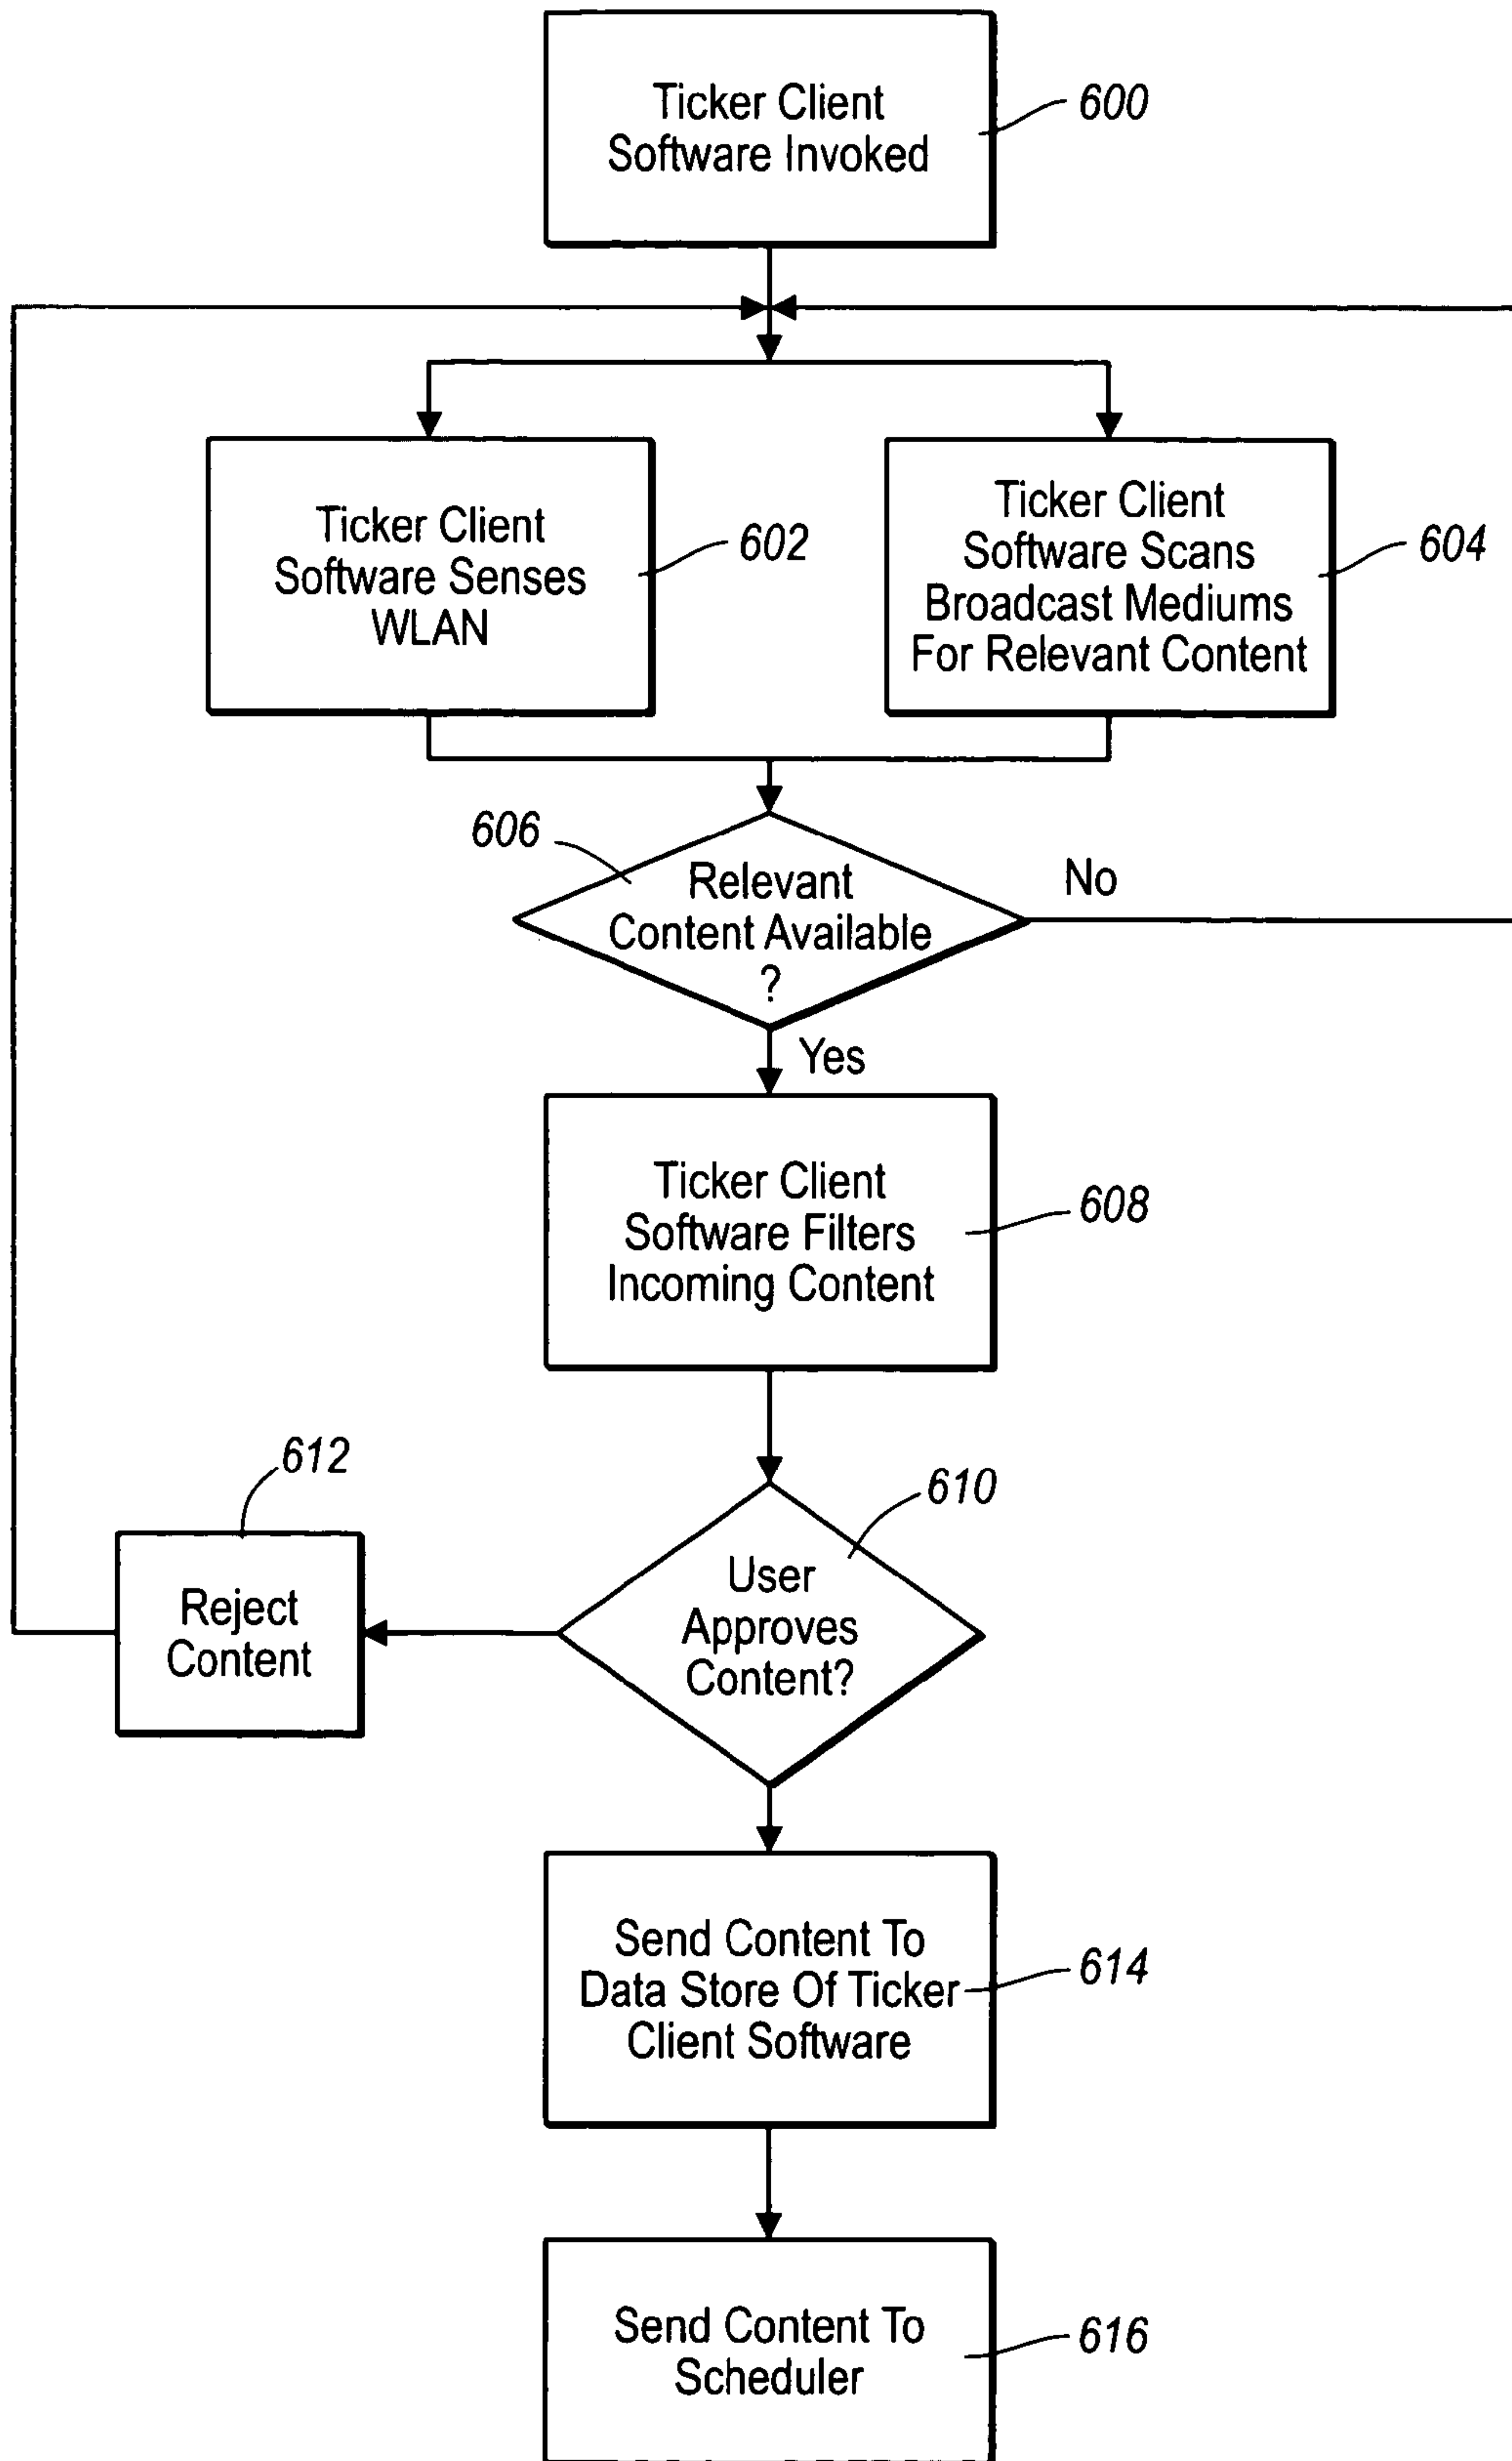 Ticker Client
Software Invoked
600
Ticker Client
Software Senses
WLAN
602
Ticker Client
Software Scans
Broadcast Mediums
For Relevant Content
604
606
Relevant
Content Available
?
No
Yes
Ticker Client
Software Filters
Incoming Content
608
612
Reject
Content
610
User
Approves
Content?
Send Content To
Data Store Of Ticker
Client Software
614
Send Content To
Scheduler
616